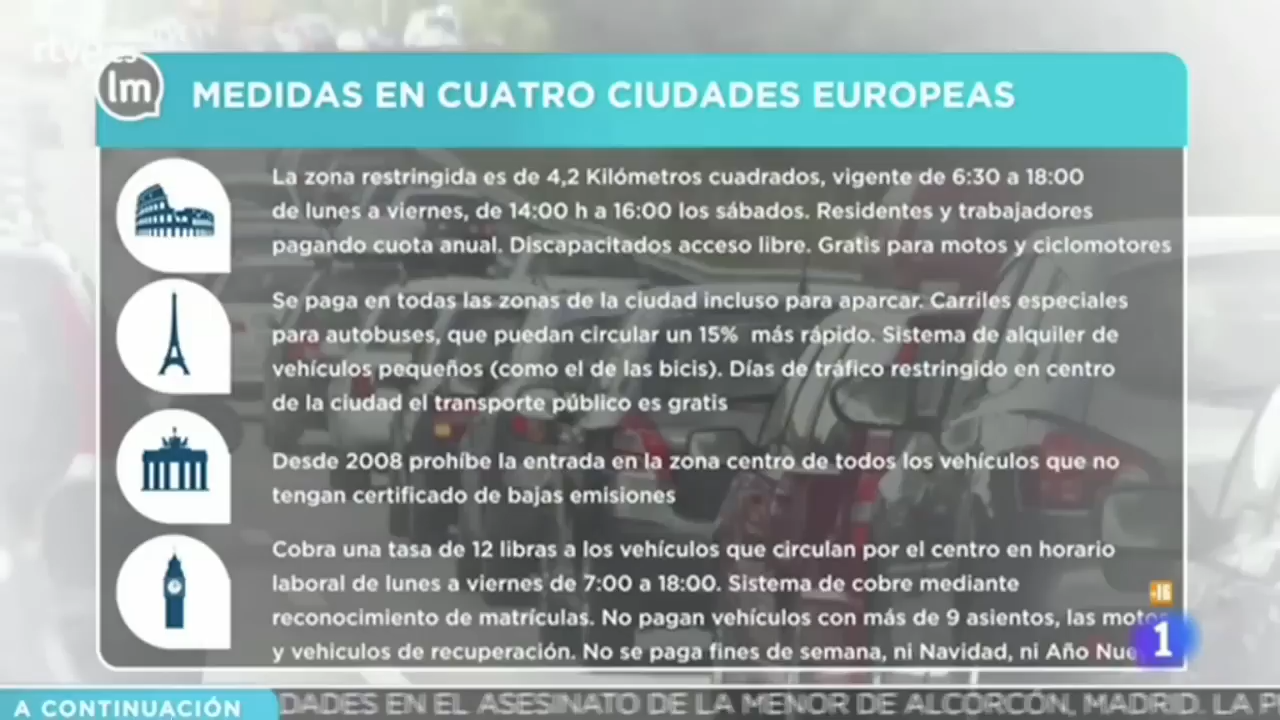 rtve.es
lm
MEDIDAS EN CUATRO CIUDADES EUROPEAS
La zona restringida es de 4,2 Kilómetros cuadrados, vigente de 6:30 a 18:00
de lunes a viernes, de 14:00 h a 16:00 los sábados. Residentes y trabajadores
pagando cuota anual. Discapacitados acceso libre. Gratis para motos y ciclomotores
Se paga en todas las zonas de la ciudad incluso para aparcar. Carriles especiales
para autobuses, que puedan circular un 15% más rápido. Sistema de alquiler de
vehículos pequeños (como el de las bicis). Días de tráfico restringido en centro
de la ciudad el transporte público es gratis
Desde 2008 prohíbe la entrada en la zona centro de todos los vehículos que no
tengan certificado de bajas emisiones
Cobra una tasa de 12 libras a los vehículos que circulan por el centro en horario
laboral de lunes a viernes de 7:00 a 18:00. Sistema de cobre mediante
reconocimiento de matrículas. No pagan vehículos con más de 9 asientos, las motos
y vehiculos de recuperación. No se paga fines de semana, ni Navidad, ni Año Nue
-16
1
A CONTINUACIÓN
DADES EN EL ASESINATO DE LA MENOR DE ALCORCÓN, MADRID. LA P